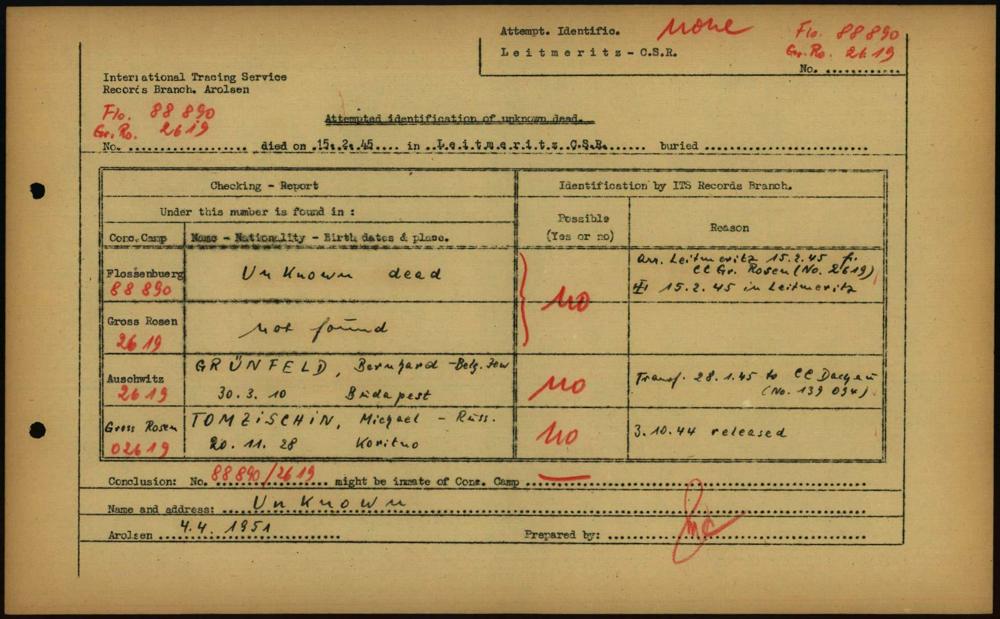 Attempt. Identific. none Flo. 88890
Leitmeritz - C.S.R. Gr. Ro. 2619
No. ............
International Tracing Service
Records Branch. Arolsen
Flo. 88890
Gr. Ro. 2619
Attempted identification of unknown dead.
No. .................... died on .15. 2. 45.... in ..Leitmeritz C.S.R....... buried ........................
Checking - Report Identification by ITS Records Branch.
Under this number is found in :
Conc. Camp Name - Nationality - Birth dates & place. Possible (Yes or no) Reason
Flossenbuerg Unknown dead arr. Leitmeritz 15.2.45 fr.
88890 CC Gr. Rosen (No. 2619)
15.2.45 in Leitmeritz
no
Gross Rosen not found
2619
Auschwitz GRÜNFELD, Bernhard - Belg. Jew no Transf. 28.1.45 to CC Dachau
2619 30.3.10 Budapest (No. 139 034)
Gross Rosen TOMZISCHIN, Michael - Russ. no 3.10.44 released
02619 20.11.28 Koritno
Conclusion: No. 88890/2619 might be inmate of Conc. Camp ........ — ........
Name and address: Unknown
Arolsen 4.4.1951 Prepared by: ........